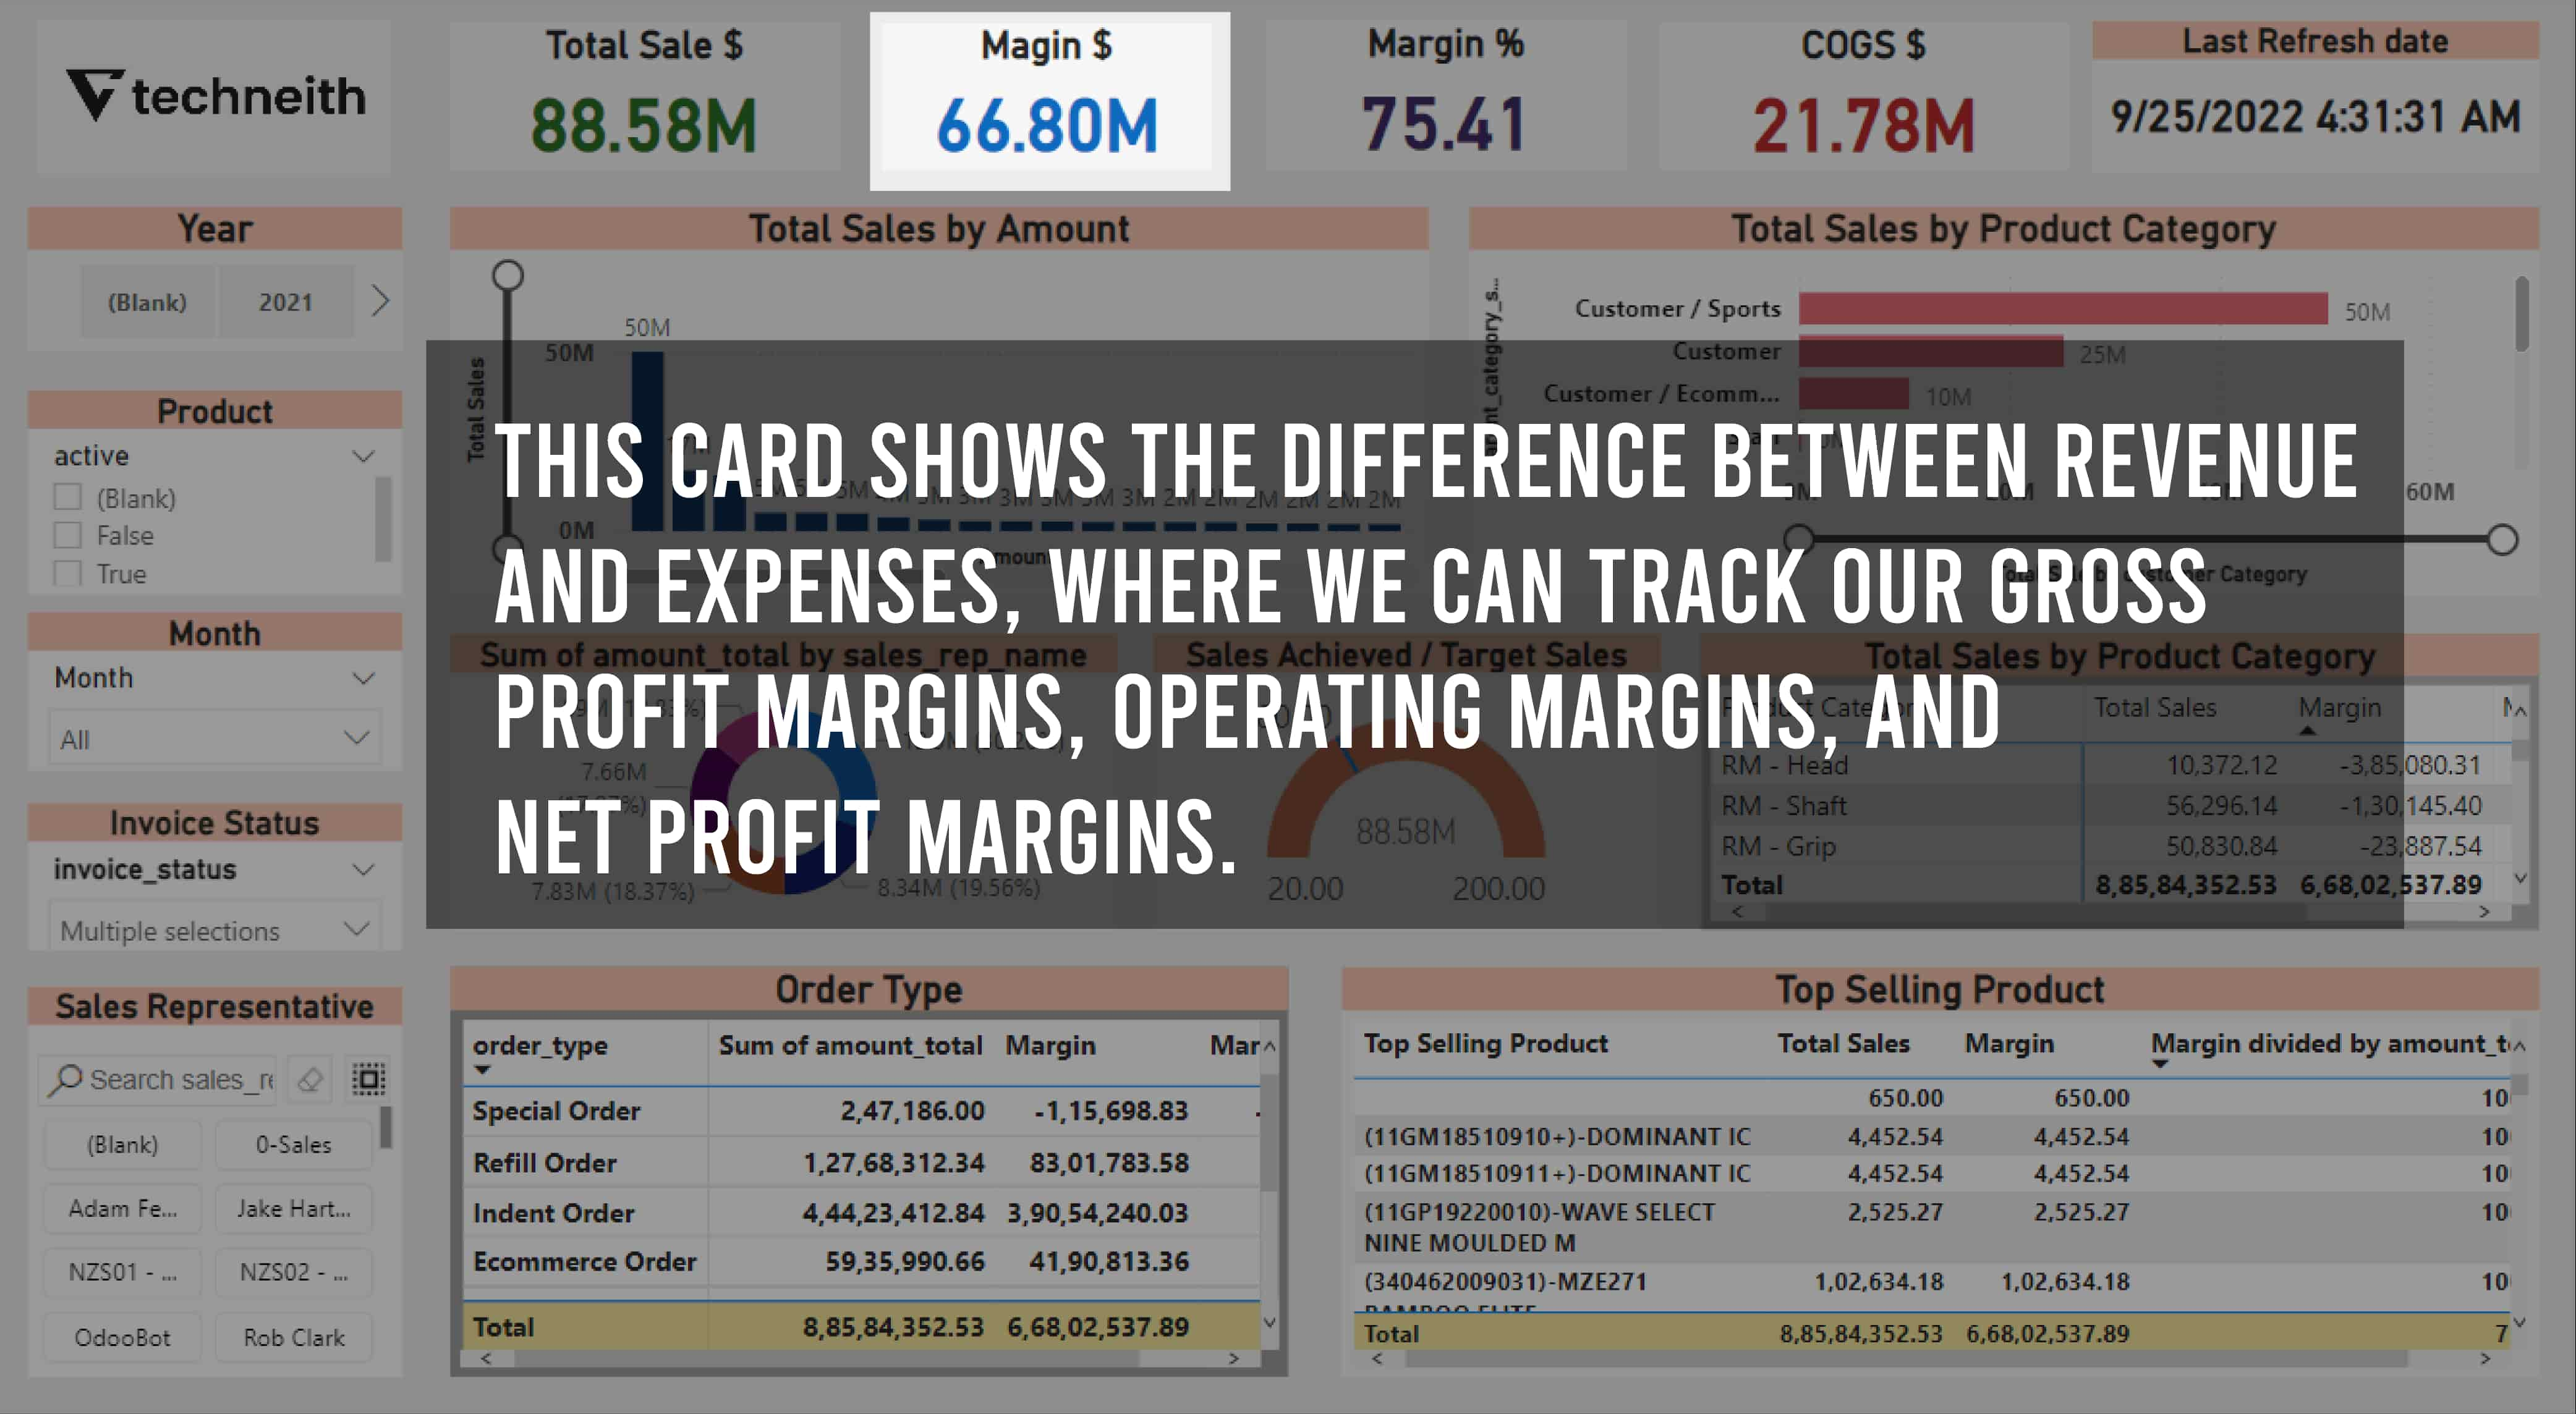 techneith
Total Sale $
88.58M
Magin $
66.80M
Margin %
75.41
COGS $
21.78M
Last Refresh date
9/25/2022 4:31:31 AM
Year
(Blank)
2021
Product
active
(Blank)
False
True
Month
Month
All
Invoice Status
invoice_status
Multiple selections
Sales Representative
Search sales_re
(Blank)
0-Sales
Adam Fe...
Jake Hart...
NZS01 - ...
NZS02 - ...
OdooBot
Rob Clark
Total Sales by Amount
Total Sales
50M
50M
0M
Total Sales by Product Category
Customer / Sports
50M
Customer
25M
Customer / Ecomm...
10M
60M
THIS CARD SHOWS THE DIFFERENCE BETWEEN REVENUE
AND EXPENSES, WHERE WE CAN TRACK OUR GROSS
PROFIT MARGINS, OPERATING MARGINS, AND
NET PROFIT MARGINS.
Sum of amount_total by sales_rep_name
7.66M
7.83M (18.37%)
8.34M (19.56%)
Sales Achieved / Target Sales
88.58M
20.00
200.00
Total Sales by Product Category
Total Sales Margin
RM - Head 10,372.12 -3,85,080.31
RM - Shaft 56,296.14 -1,30,145.40
RM - Grip 50,830.84 -23,887.54
Total 8,85,84,352.53 6,68,02,537.89
Order Type
order_type Sum of amount_total Margin Mar
Special Order 2,47,186.00 -1,15,698.83
Refill Order 1,27,68,312.34 83,01,783.58
Indent Order 4,44,23,412.84 3,90,54,240.03
Ecommerce Order 59,35,990.66 41,90,813.36
Total 8,85,84,352.53 6,68,02,537.89
Top Selling Product
Top Selling Product Total Sales Margin Margin divided by amount_t
650.00 650.00 10
(11GM18510910+)-DOMINANT IC 4,452.54 4,452.54 10
(11GM18510911+)-DOMINANT IC 4,452.54 4,452.54 10
(11GP19220010)-WAVE SELECT 2,525.27 2,525.27 10
NINE MOULDED M
(340462009031)-MZE271 1,02,634.18 1,02,634.18 10
Total 8,85,84,352.53 6,68,02,537.89 7